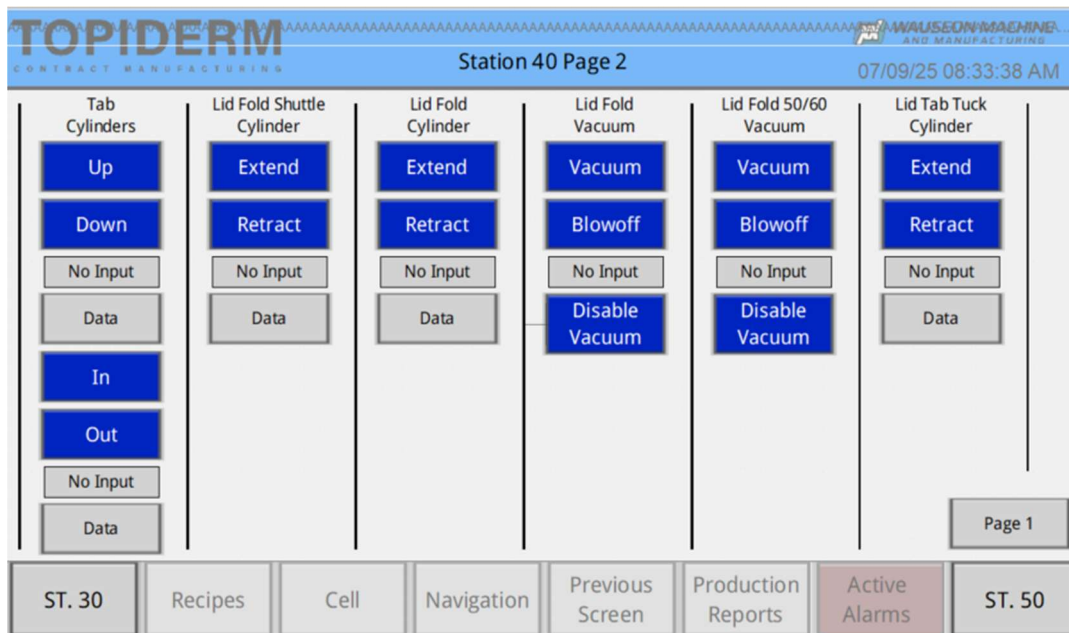 TOPIDERM
CONTRACT MANUFACTURING
Station 40 Page 2
WAUSEON MACHINE
AND MANUFACTURING
07/09/25 08:33:38 AM
Tab
Cylinders
Up
Down
No Input
Data
In
Out
No Input
Data
Lid Fold Shuttle
Cylinder
Extend
Retract
No Input
Data
Lid Fold
Cylinder
Extend
Retract
No Input
Data
Lid Fold
Vacuum
Vacuum
Blowoff
No Input
Disable
Vacuum
Lid Fold 50/60
Vacuum
Vacuum
Blowoff
No Input
Disable
Vacuum
Lid Tab Tuck
Cylinder
Extend
Retract
No Input
Data
Page 1
ST. 30
Recipes
Cell
Navigation
Previous
Screen
Production
Reports
Active
Alarms
ST. 50